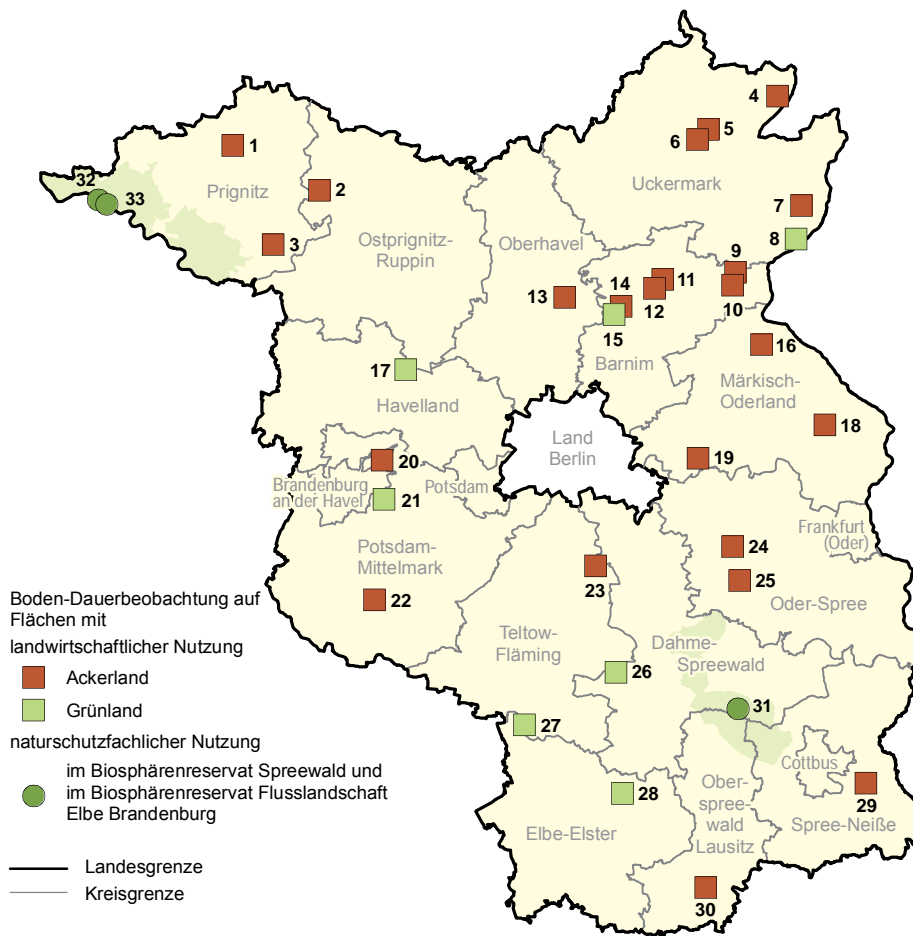 4
5
6
1
Uckermark
32
33
Prignitz
2
7
8
3
Ostprignitz-
Ruppin
Oberhavel
9
11
14
13
12
10
15
16
17
Barnim
Märkisch-
Oderland
Havelland
18
Land
Berlin
19
20
Brandenburg
an der Havel
Potsdam
21
Frankfurt
(Oder)
Potsdam-
Mittelmark
24
25
23
22
Oder-Spree
Boden-Dauerbeobachtung auf
Flächen mit
landwirtschaftlicher Nutzung
Ackerland
Grünland
naturschutzfachlicher Nutzung
im Biosphärenreservat Spreewald und
im Biosphärenreservat Flusslandschaft
Elbe Brandenburg
Landesgrenze
Kreisgrenze
Teltow-
Fläming
Dahme-
Spreewald
26
31
27
Cottbus
28
Ober-
spree-
wald
Lausitz
29
Elbe-Elster
Spree-Neiße
30